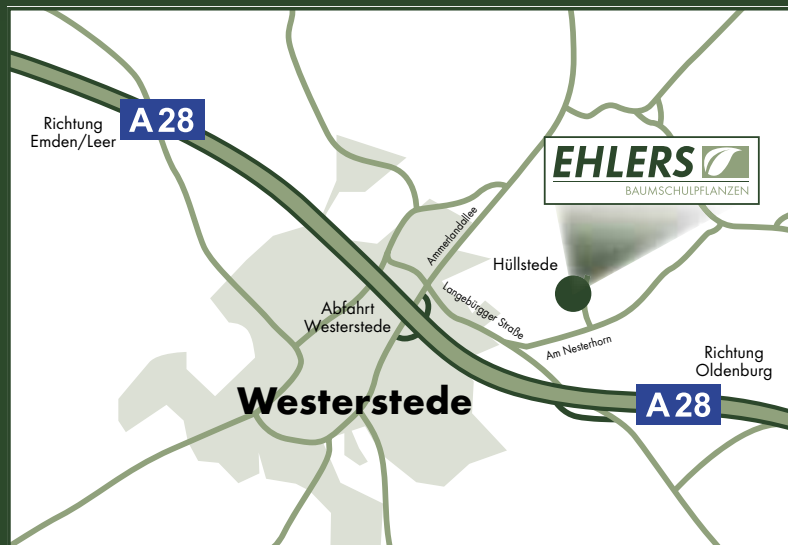 Richtung
Emden/Leer
A 28
EHLERS
BAUMSCHULPFLANZEN
Ammerlandallee
Hüllstede
Langebürgger Straße
Abfahrt
Westerstede
Am Nesterhorn
Richtung
Oldenburg
Westerstede
A 28